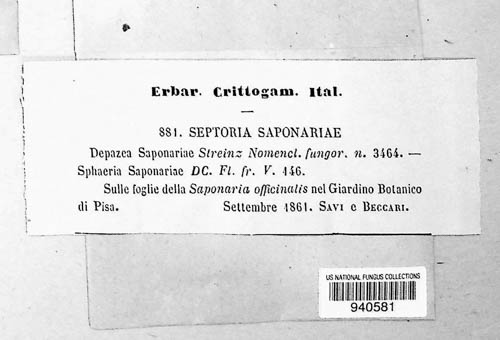 Erbar. Crittogam. Ital.
—
881. SEPTORIA SAPONARIAE
Depazea Saponariae Streinz Nomencl. fungor. n. 3464. —
Sphaeria Saponariae DC. Fl. fr. V. 146.
Sulle foglie della Saponaria officinalis nel Giardino Botanico
di Pisa. Settembre 1861. SAVI e BECCARI.
US NATIONAL FUNGUS COLLECTIONS
940581